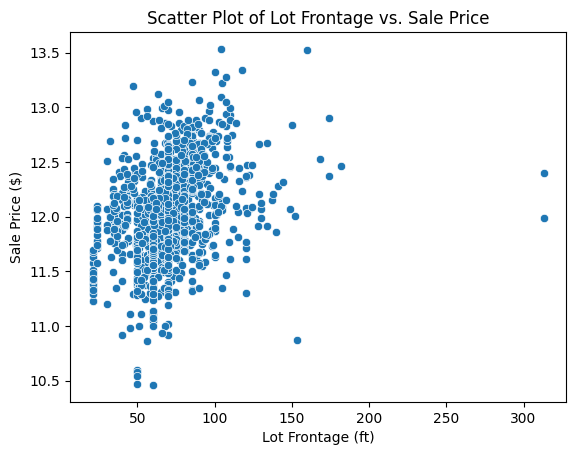 Scatter Plot of Lot Frontage vs. Sale Price
13.5
13.0
12.5
12.0
11.5
11.0
10.5
Sale Price ($)
50 100 150 200 250 300
Lot Frontage (ft)